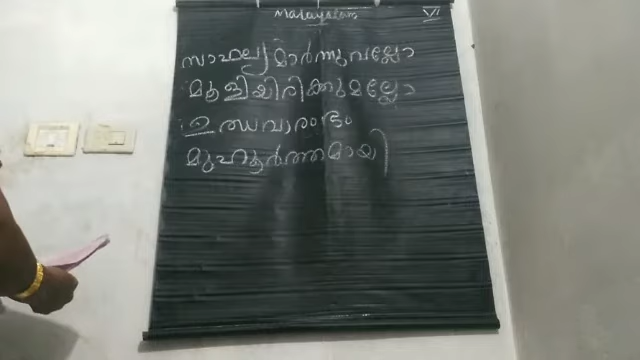 Malayalam VI
സാഫല്യമാർന്നുവല്ലോ
മൂളിയിരിക്കുമല്ലോ
ഉത്സവാരംഭം
മുഹൂർത്തമായി